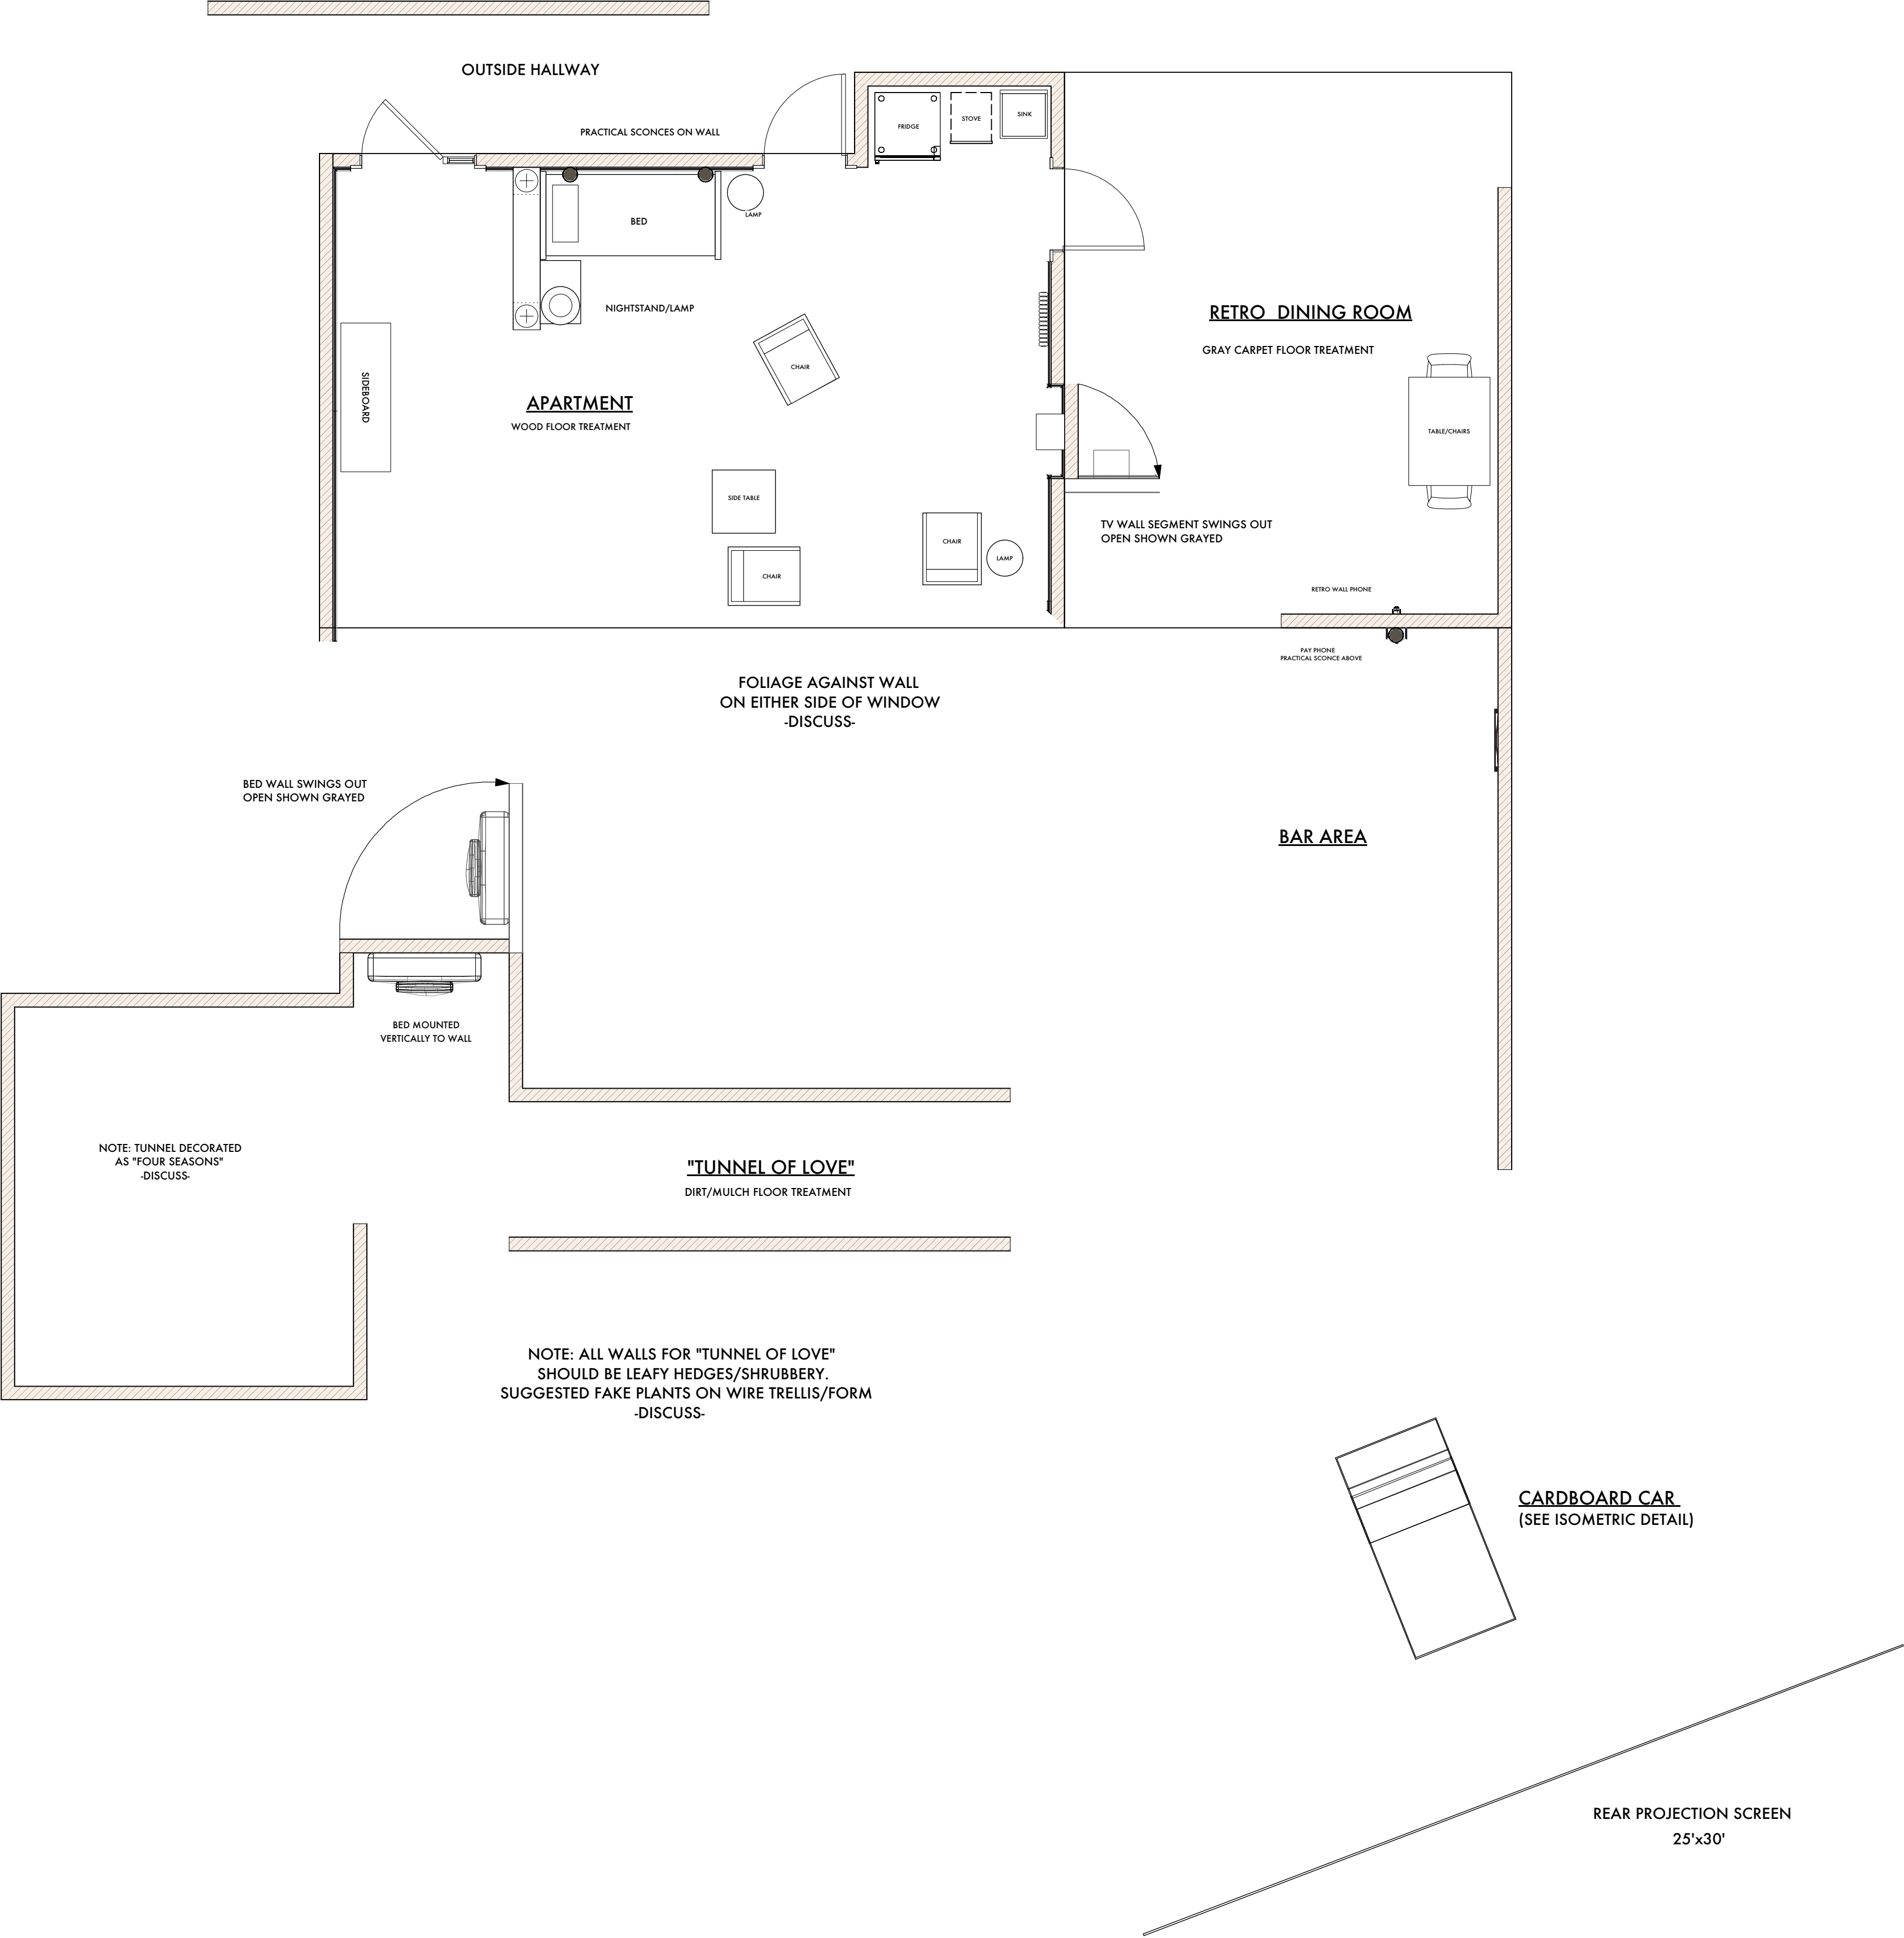 OUTSIDE HALLWAY
PRACTICAL SCONCES ON WALL
FRIDGE
STOVE
SINK
BED
LAMP
NIGHTSTAND/LAMP
CHAIR
SIDEBOARD
APARTMENT
WOOD FLOOR TREATMENT
SIDE TABLE
CHAIR
CHAIR
LAMP
RETRO DINING ROOM
GRAY CARPET FLOOR TREATMENT
TABLE/CHAIRS
TV WALL SEGMENT SWINGS OUT
OPEN SHOWN GRAYED
RETRO WALL PHONE
PAY PHONE
PRACTICAL SCONCE ABOVE
FOLIAGE AGAINST WALL
ON EITHER SIDE OF WINDOW
-DISCUSS-
BED WALL SWINGS OUT
OPEN SHOWN GRAYED
BAR AREA
BED MOUNTED
VERTICALLY TO WALL
NOTE: TUNNEL DECORATED
AS "FOUR SEASONS"
-DISCUSS-
"TUNNEL OF LOVE"
DIRT/MULCH FLOOR TREATMENT
NOTE: ALL WALLS FOR "TUNNEL OF LOVE"
SHOULD BE LEAFY HEDGES/SHRUBBERY.
SUGGESTED FAKE PLANTS ON WIRE TRELLIS/FORM
-DISCUSS-
CARDBOARD CAR
(SEE ISOMETRIC DETAIL)
REAR PROJECTION SCREEN
25'x30'